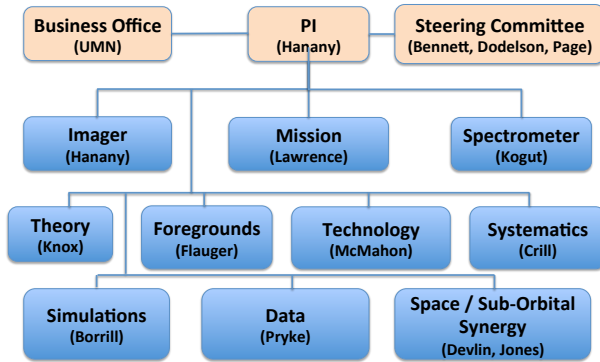 Business Office
(UMN)
PI
(Hanany)
Steering Committee
(Bennett, Dodelson, Page)
Imager
(Hanany)
Mission
(Lawrence)
Spectrometer
(Kogut)
Theory
(Knox)
Foregrounds
(Flauger)
Technology
(McMahon)
Systematics
(Crill)
Simulations
(Borrill)
Data
(Pryke)
Space / Sub-Orbital
Synergy
(Devlin, Jones)